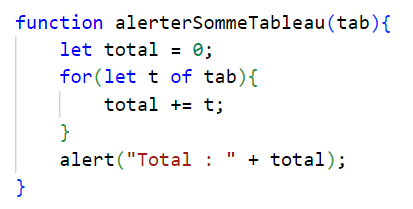 function alerterSommeTableau(tab){
    let total = 0;
    for(let t of tab){
        total += t;
    }
    alert("Total : " + total);
}